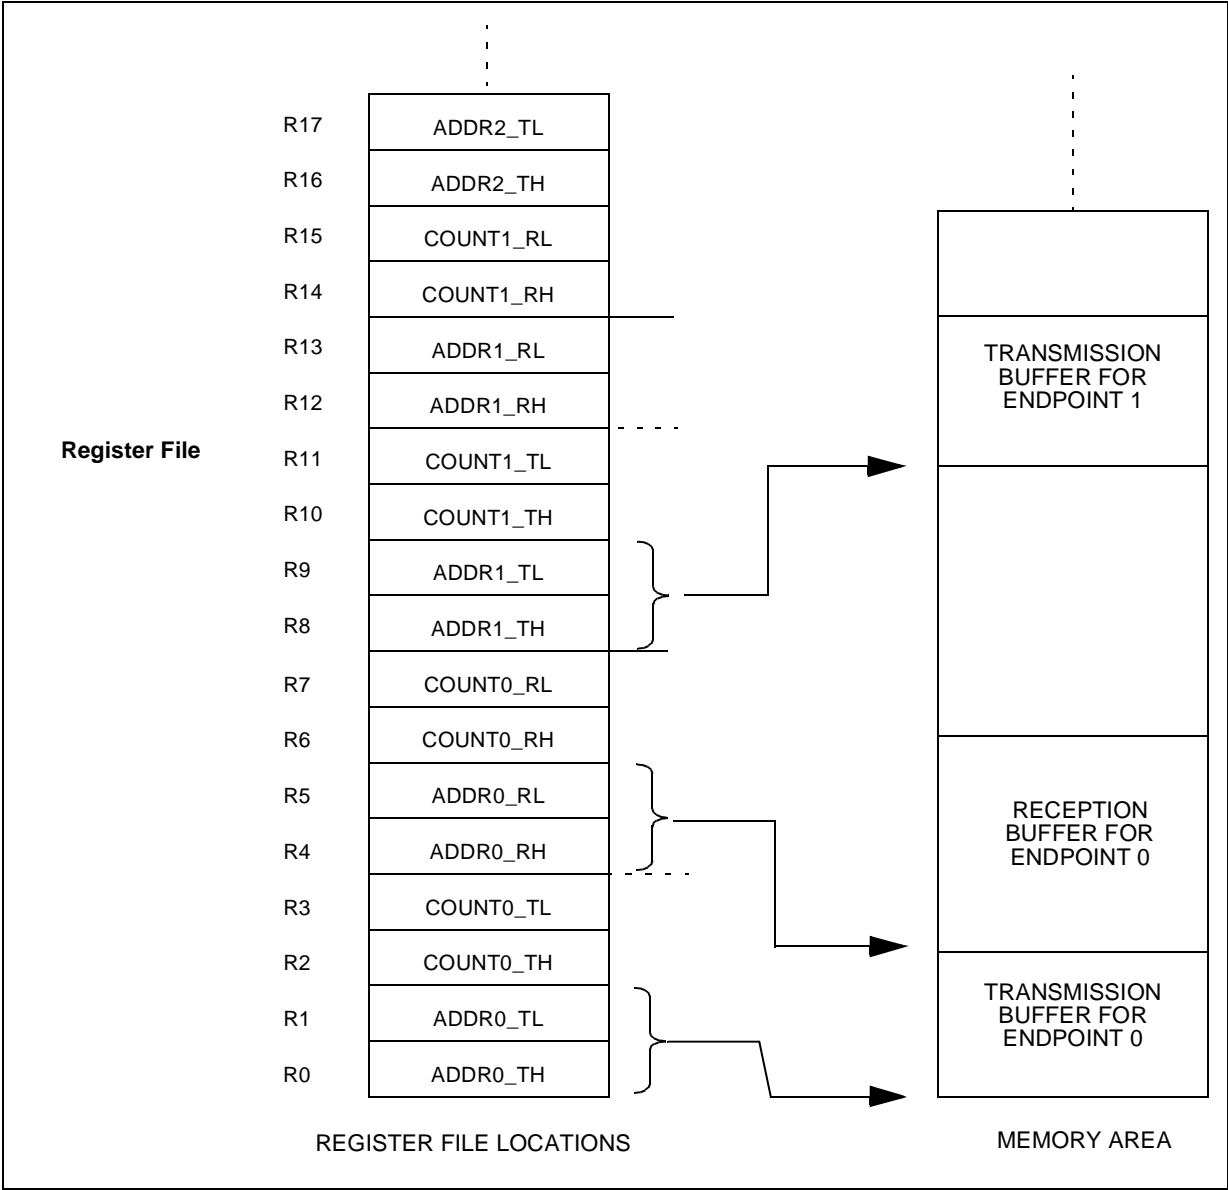 R17 ADDR2_TL
R16 ADDR2_TH
R15 COUNT1_RL
R14 COUNT1_RH
R13 ADDR1_RL
R12 ADDR1_RH
Register File
R11 COUNT1_TL
R10 COUNT1_TH
R9 ADDR1_TL
R8 ADDR1_TH
R7 COUNT0_RL
R6 COUNT0_RH
R5 ADDR0_RL
R4 ADDR0_RH
R3 COUNT0_TL
R2 COUNT0_TH
R1 ADDR0_TL
R0 ADDR0_TH
REGISTER FILE LOCATIONS
TRANSMISSION
BUFFER FOR
ENDPOINT 1
RECEPTION
BUFFER FOR
ENDPOINT 0
TRANSMISSION
BUFFER FOR
ENDPOINT 0
MEMORY AREA